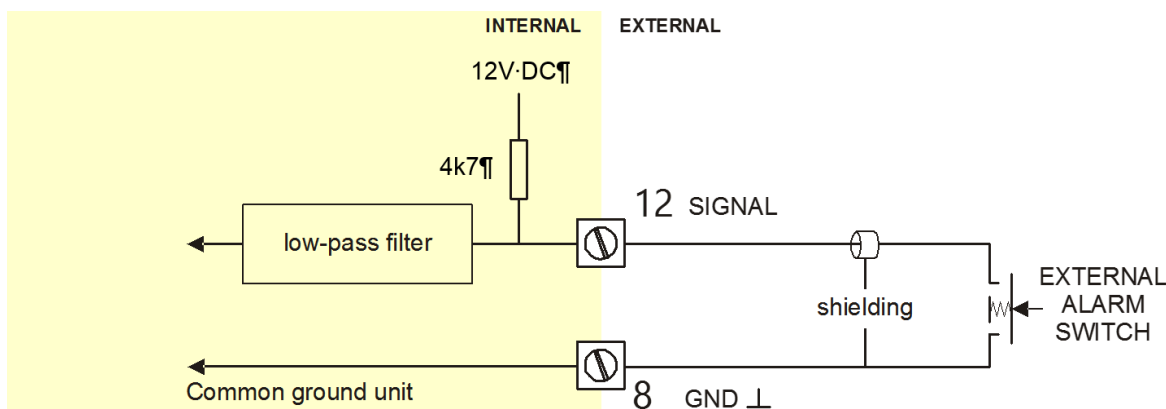 INTERNAL EXTERNAL
12V·DC¶
4k7¶
12 SIGNAL
low-pass filter
shielding
EXTERNAL
ALARM
SWITCH
Common ground unit
8 GND ⊥